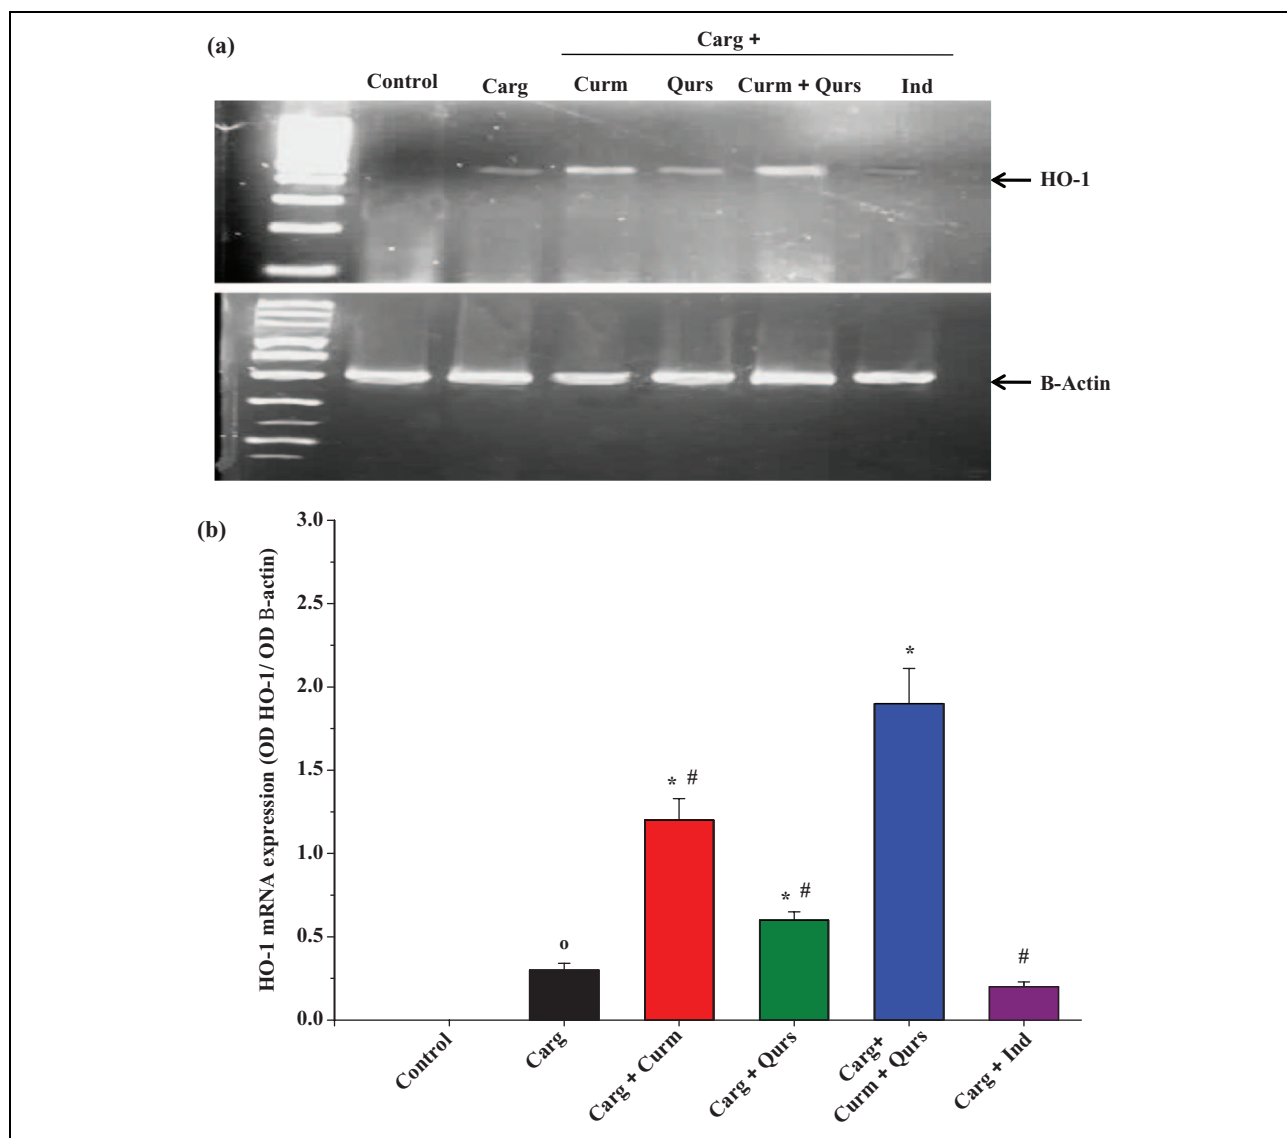 (a)
Carg +
Control Carg Curm Qurs Curm + Qurs Ind
HO-1
B-Actin
(b)
HO-1 mRNA expression (OD HO-1/ OD B-actin)
3.0
2.5
2.0
1.5
1.0
0.5
0.0
*
* #
* #
o
#
Control
Carg
Carg + Curm
Carg + Qurs
Carg+
Curm + Qurs
Carg + Ind